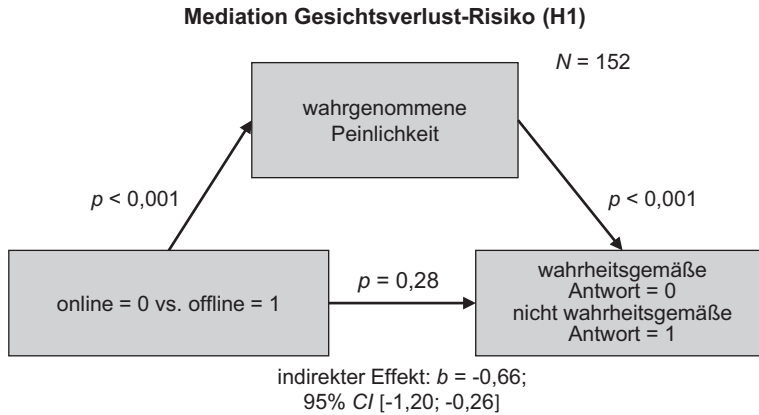 Mediation Gesichtsverlust-Risiko (H1)
N = 152
wahrgenommene
Peinlichkeit
p < 0,001
p < 0,001
online = 0 vs. offline = 1
p = 0,28
wahrheitsgemäße
Antwort = 0
nicht wahrheitsgemäße
Antwort = 1
indirekter Effekt: b = -0,66;
95% CI [-1,20; -0,26]